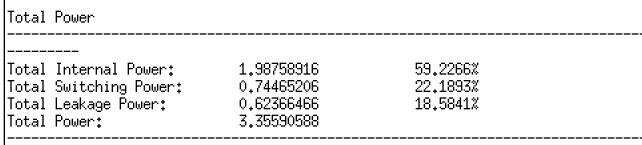 Total Power
--------------------------------------------------------------------------------
---------
Total Internal Power: 1.98758916 59.2266%
Total Switching Power: 0.74465206 22.1893%
Total Leakage Power: 0.62366466 18.5841%
Total Power: 3.35590588
--------------------------------------------------------------------------------